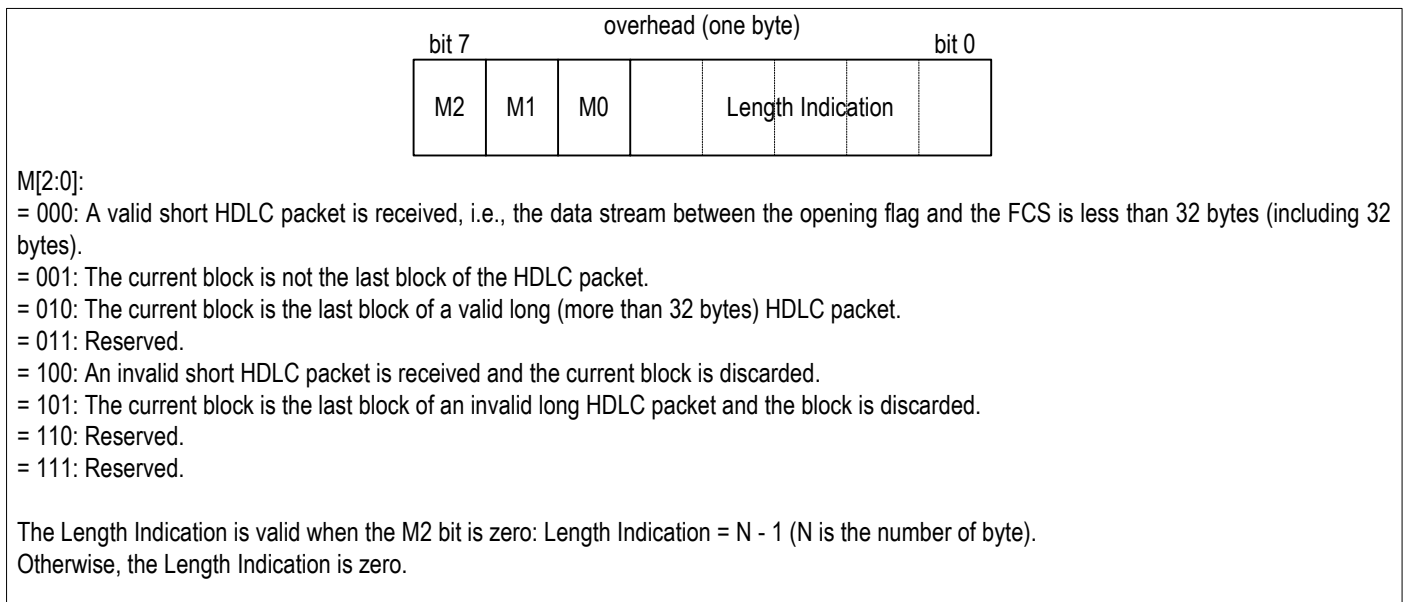 overhead (one byte)
bit 7 bit 0
M2 M1 M0 Length Indication
M[2:0]:
= 000: A valid short HDLC packet is received, i.e., the data stream between the opening flag and the FCS is less than 32 bytes (including 32
bytes).
= 001: The current block is not the last block of the HDLC packet.
= 010: The current block is the last block of a valid long (more than 32 bytes) HDLC packet.
= 011: Reserved.
= 100: An invalid short HDLC packet is received and the current block is discarded.
= 101: The current block is the last block of an invalid long HDLC packet and the block is discarded.
= 110: Reserved.
= 111: Reserved.
The Length Indication is valid when the M2 bit is zero: Length Indication = N - 1 (N is the number of byte).
Otherwise, the Length Indication is zero.